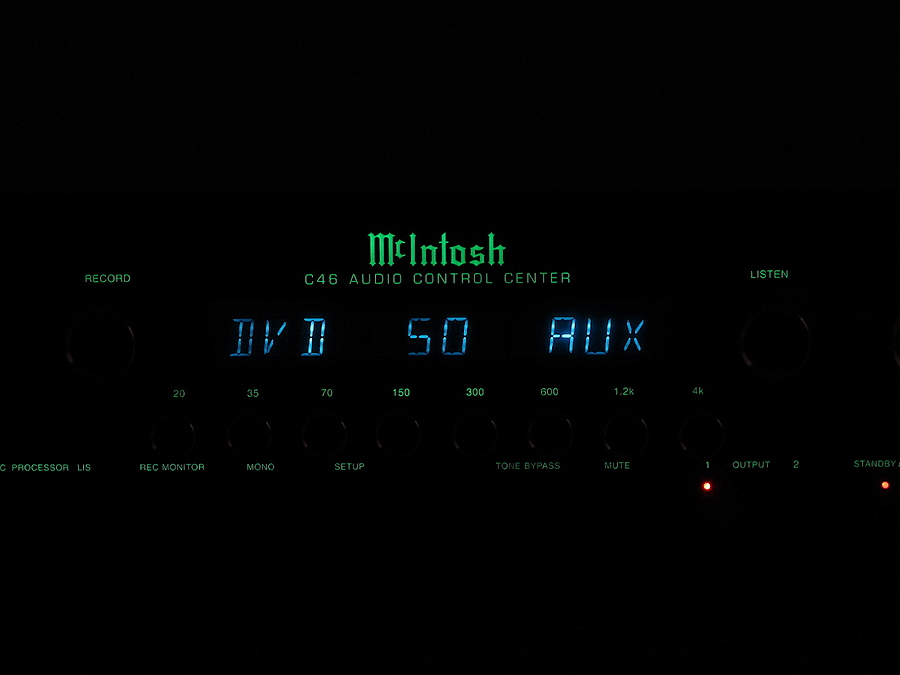 McIntosh
C46 AUDIO CONTROL CENTER
RECORD
LISTEN
DVD 50 AUX
20 35 70 150 300 600 1.2k 4k
C PROCESSOR LIS REC MONITOR MONO SETUP TONE BYPASS MUTE 1 OUTPUT 2 STANDBY/